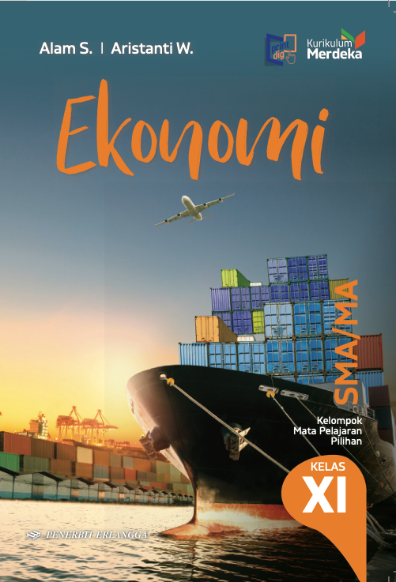 Alam S. | Aristanti W.
Kurikulum
Merdeka
Ekonomi
SMA/MA
Kelompok
Mata Pelajaran
Pilihan
KELAS
XI
PENERBIT ERLANGGA